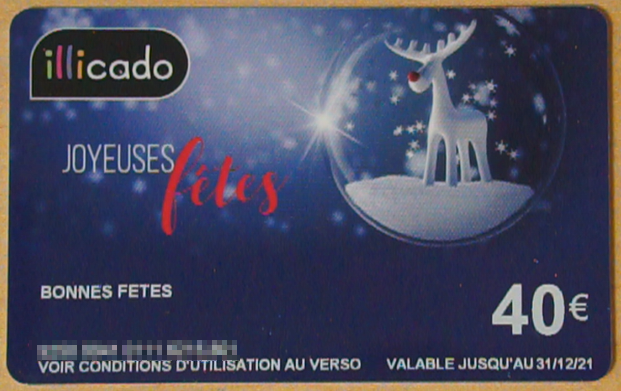 illicado
JOYEUSES
fêtes
BONNES FETES
40€
VOIR CONDITIONS D'UTILISATION AU VERSO VALABLE JUSQU'AU 31/12/21